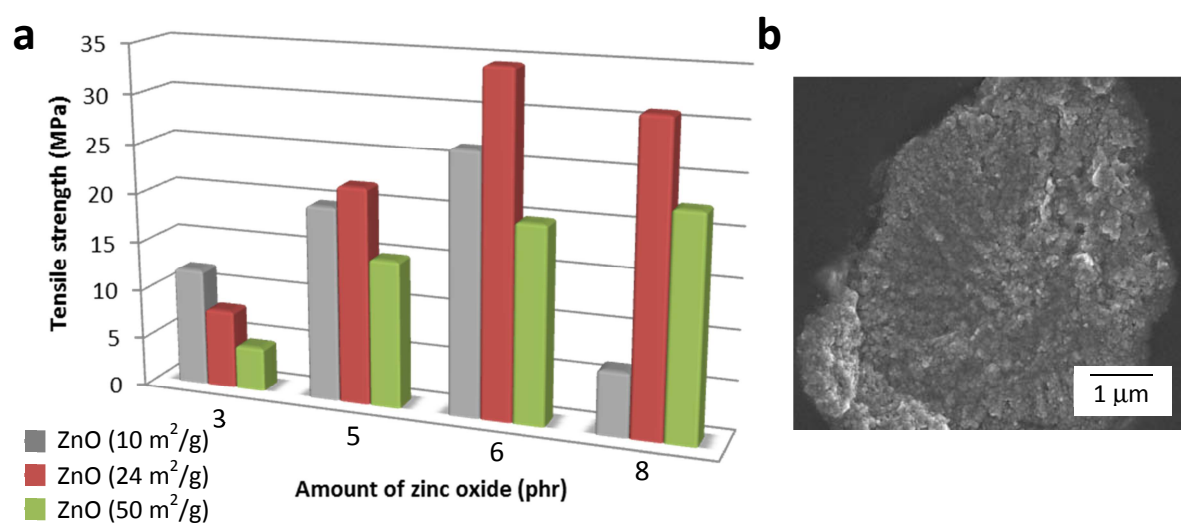 a
35
30
25
20
15
10
5
0
Tensile strength (MPa)
3
5
6
8
Amount of zinc oxide (phr)
ZnO (10 m²/g)
ZnO (24 m²/g)
ZnO (50 m²/g)
b
1 µm